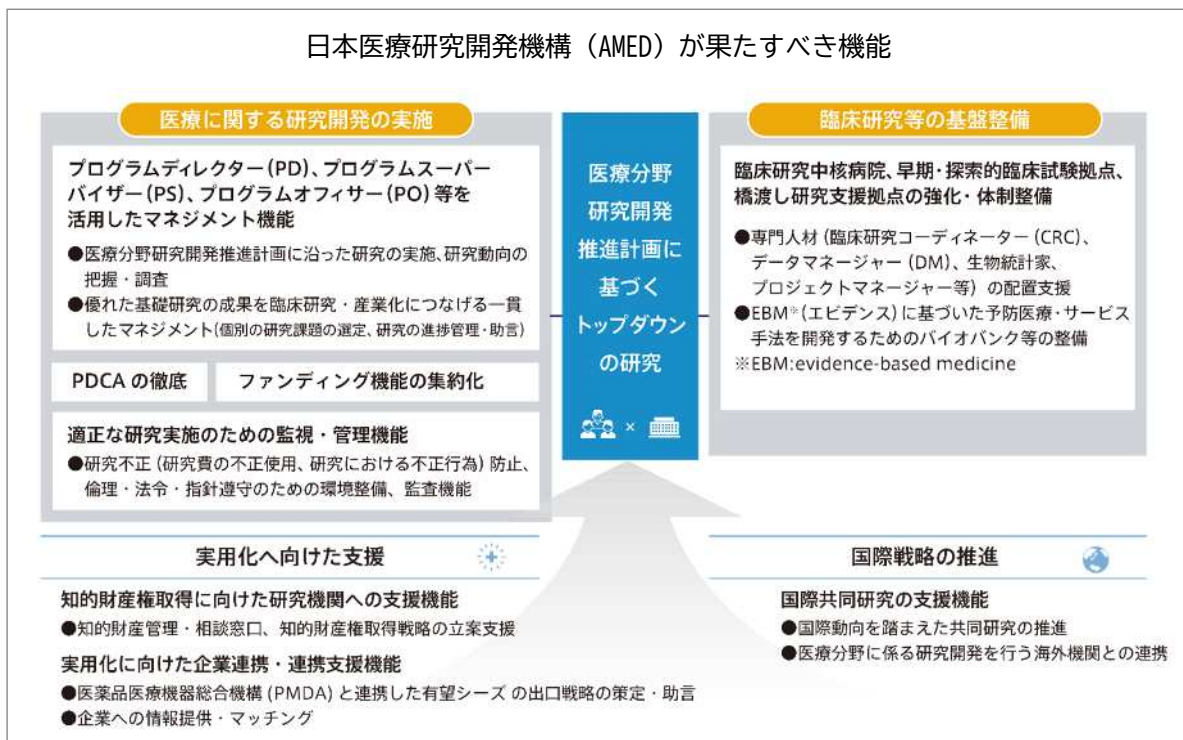 日本医療研究開発機構（AMED）が果たすべき機能
医療に関する研究開発の実施
プログラムディレクター(PD)、プログラムスーパー
バイザー(PS)、プログラムオフィサー(PO)等を
活用したマネジメント機能
●医療分野研究開発推進計画に沿った研究の実施、研究動向の
把握・調査
●優れた基礎研究の成果を臨床研究・産業化につなげる一貫
したマネジメント(個別の研究課題の選定、研究の進捗管理・助言)
PDCA の徹底
ファンディング機能の集約化
適正な研究実施のための監視・管理機能
●研究不正(研究費の不正使用、研究における不正行為)防止、
倫理・法令・指針遵守のための環境整備、監査機能
医療分野
研究開発
推進計画に
基づく
トップダウン
の研究
×
臨床研究等の基盤整備
臨床研究中核病院、早期・探索的臨床試験拠点、
橋渡し研究支援拠点の強化・体制整備
●専門人材(臨床研究コーディネーター(CRC)、
データマネージャー(DM)、生物統計家、
プロジェクトマネージャー等)の配置支援
●EBM※(エビデンス)に基づいた予防医療・サービス
手法を開発するためのバイオバンク等の整備
※EBM:evidence-based medicine
実用化へ向けた支援
知的財産権取得に向けた研究機関への支援機能
●知的財産管理・相談窓口、知的財産権取得戦略の立案支援
実用化に向けた企業連携・連携支援機能
●医薬品医療機器総合機構(PMDA)と連携した有望シーズ の出口戦略の策定・助言
●企業への情報提供・マッチング
国際戦略の推進
国際共同研究の支援機能
●国際動向を踏まえた共同研究の推進
●医療分野に係る研究開発を行う海外機関との連携